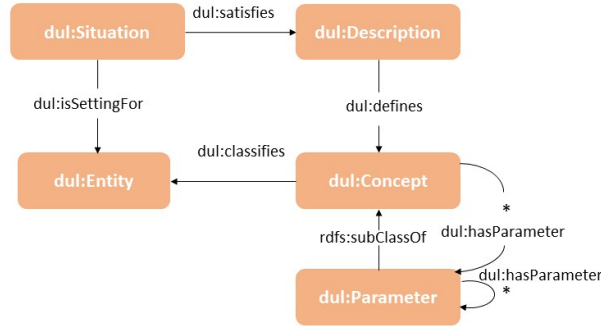 dul:satisfies
dul:Situation
dul:Description
dul:isSettingFor
dul:defines
dul:classifies
dul:Entity
dul:Concept
*
rdfs:subClassOf
dul:hasParameter
dul:hasParameter
*
dul:Parameter